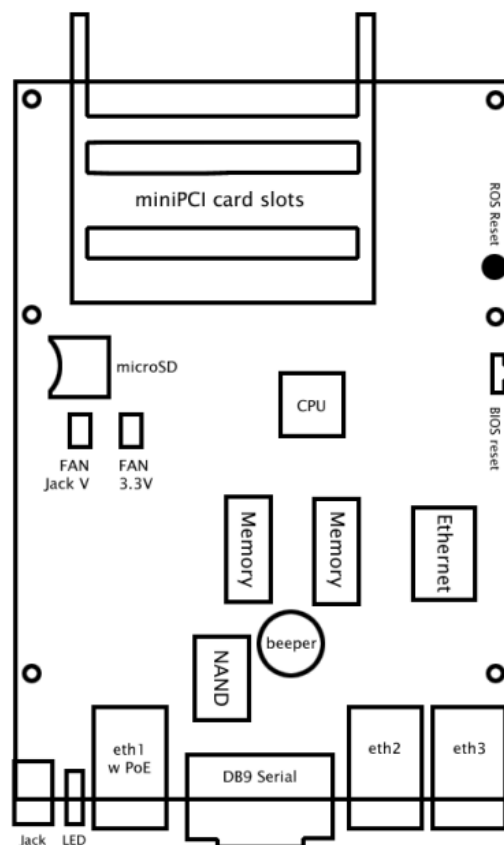 miniPCI card slots
ROS Reset
microSD
CPU
BIOS reset
FAN
Jack V
FAN
3.3V
Memory
Memory
Ethernet
beeper
NAND
eth1
w PoE
DB9 Serial
eth2
eth3
Jack
LED